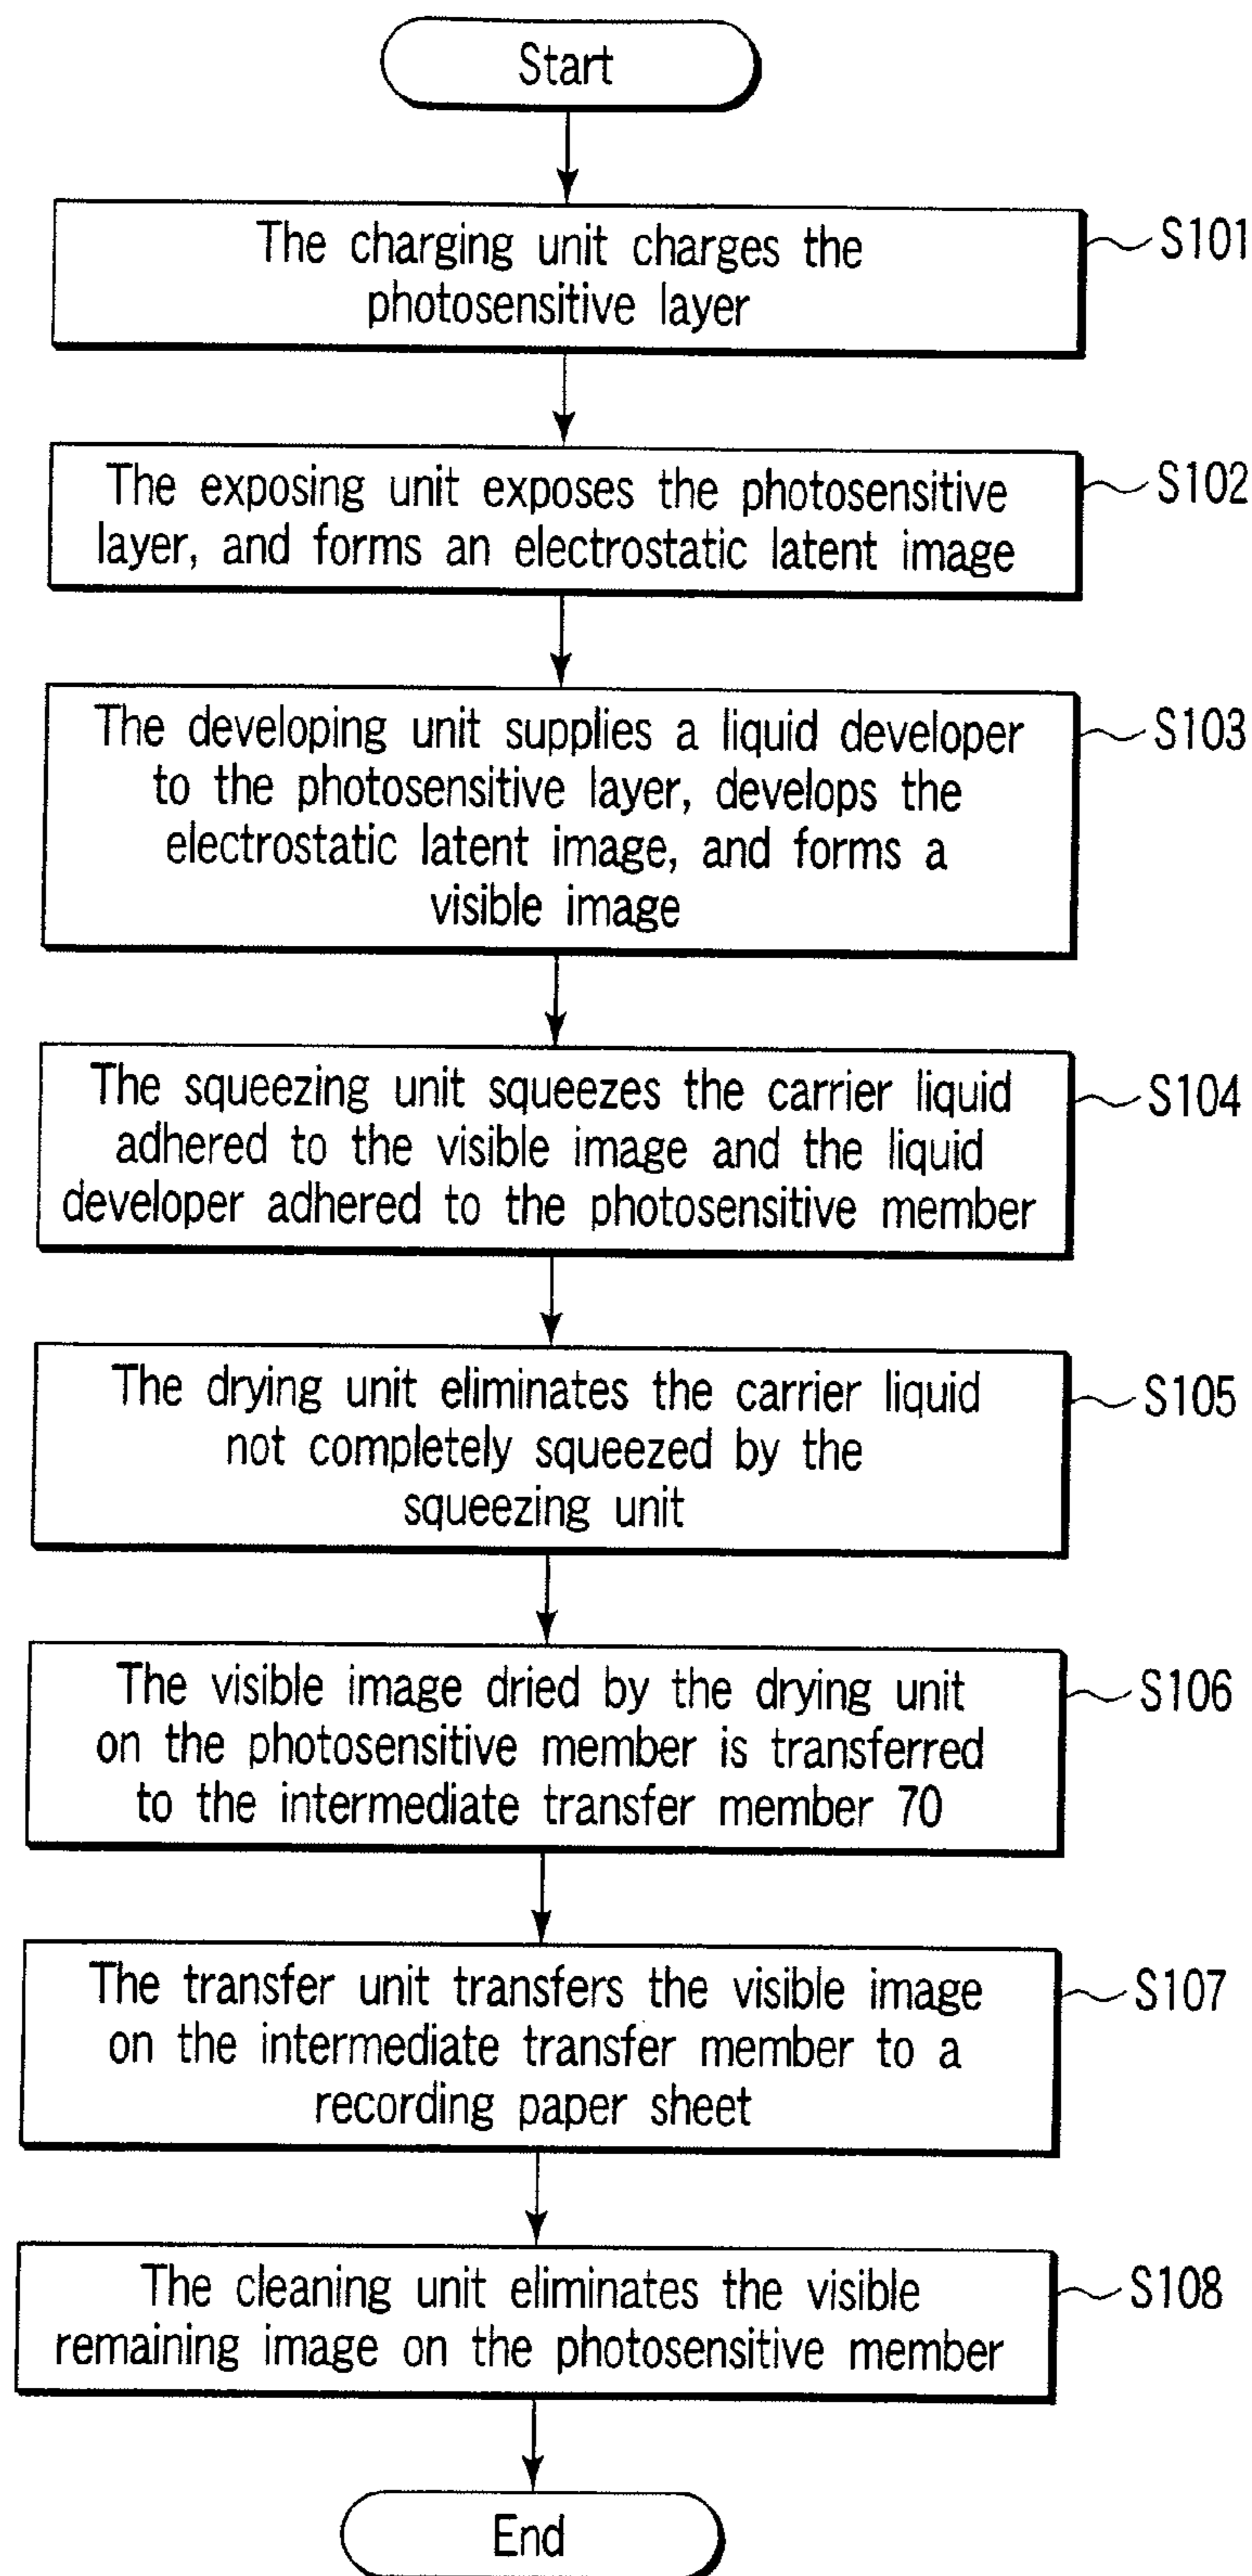 Start
The charging unit charges the
photosensitive layer
S101
The exposing unit exposes the photosensitive
layer, and forms an electrostatic latent image
S102
The developing unit supplies a liquid developer
to the photosensitive layer, develops the
electrostatic latent image, and forms a
visible image
S103
The squeezing unit squeezes the carrier liquid
adhered to the visible image and the liquid
developer adhered to the photosensitive member
S104
The drying unit eliminates the carrier liquid
not completely squeezed by the
squeezing unit
S105
The visible image dried by the drying unit
on the photosensitive member is transferred
to the intermediate transfer member 70
S106
The transfer unit transfers the visible image
on the intermediate transfer member to a
recording paper sheet
S107
The cleaning unit eliminates the visible
remaining image on the photosensitive member
S108
End